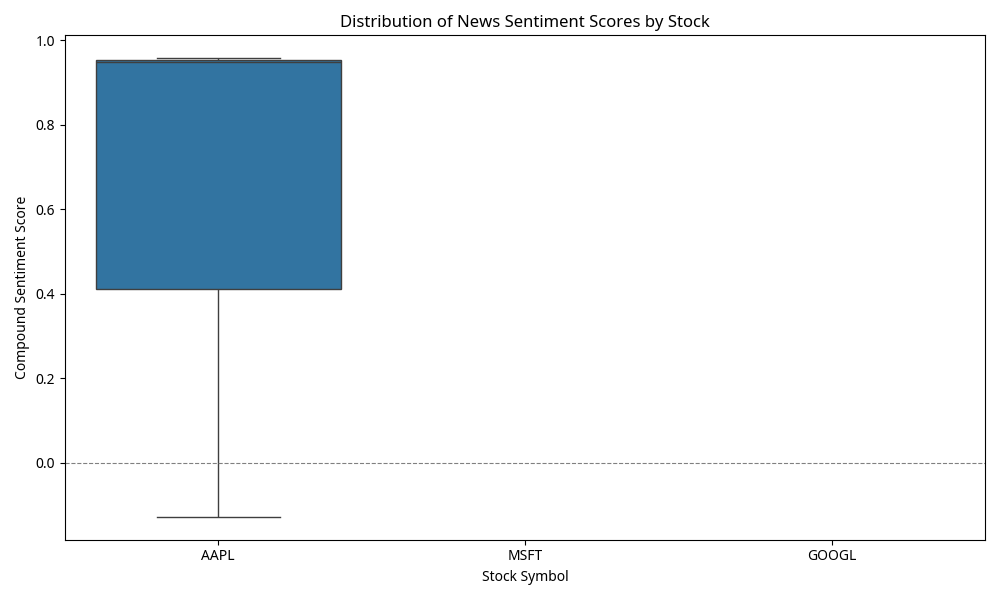 Distribution of News Sentiment Scores by Stock
1.0
0.8
0.6
0.4
0.2
0.0
Compound Sentiment Score
AAPL
MSFT
GOOGL
Stock Symbol